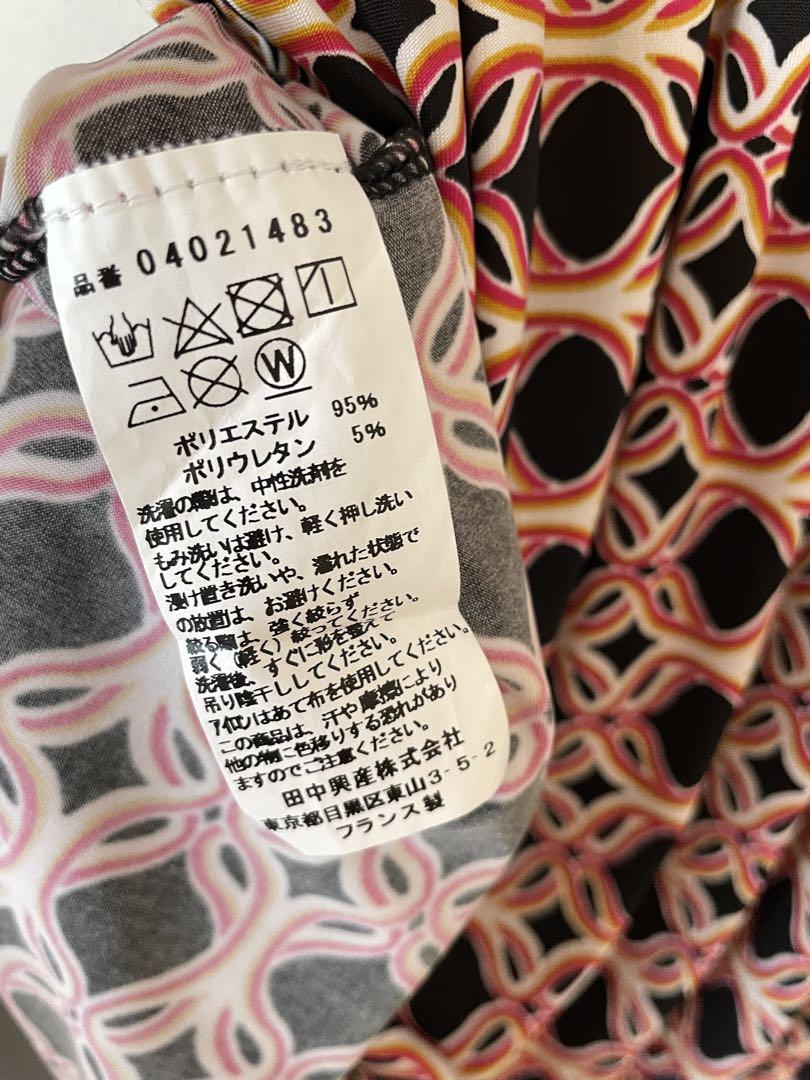 品番 04021483
W
ポリエステル 95%
ポリウレタン 5%
洗濯の際は、中性洗剤を
使用してください。
もみ洗いは避け、軽く押し洗い
してください。
浸け置き洗いや、濡れた状態で
の放置は、お避けください。
絞る際は、強く絞らず
弱く（軽く）絞ってください。
洗濯後、すぐに形を整えて
吊り陰干ししてください。
アイロンはあて布を使用してください。
この商品は、汗や摩擦により
他の物に色移りする恐れがあり
ますのでご注意ください。
田中興産株式会社
東京都目黒区東山3-5-2
フランス製